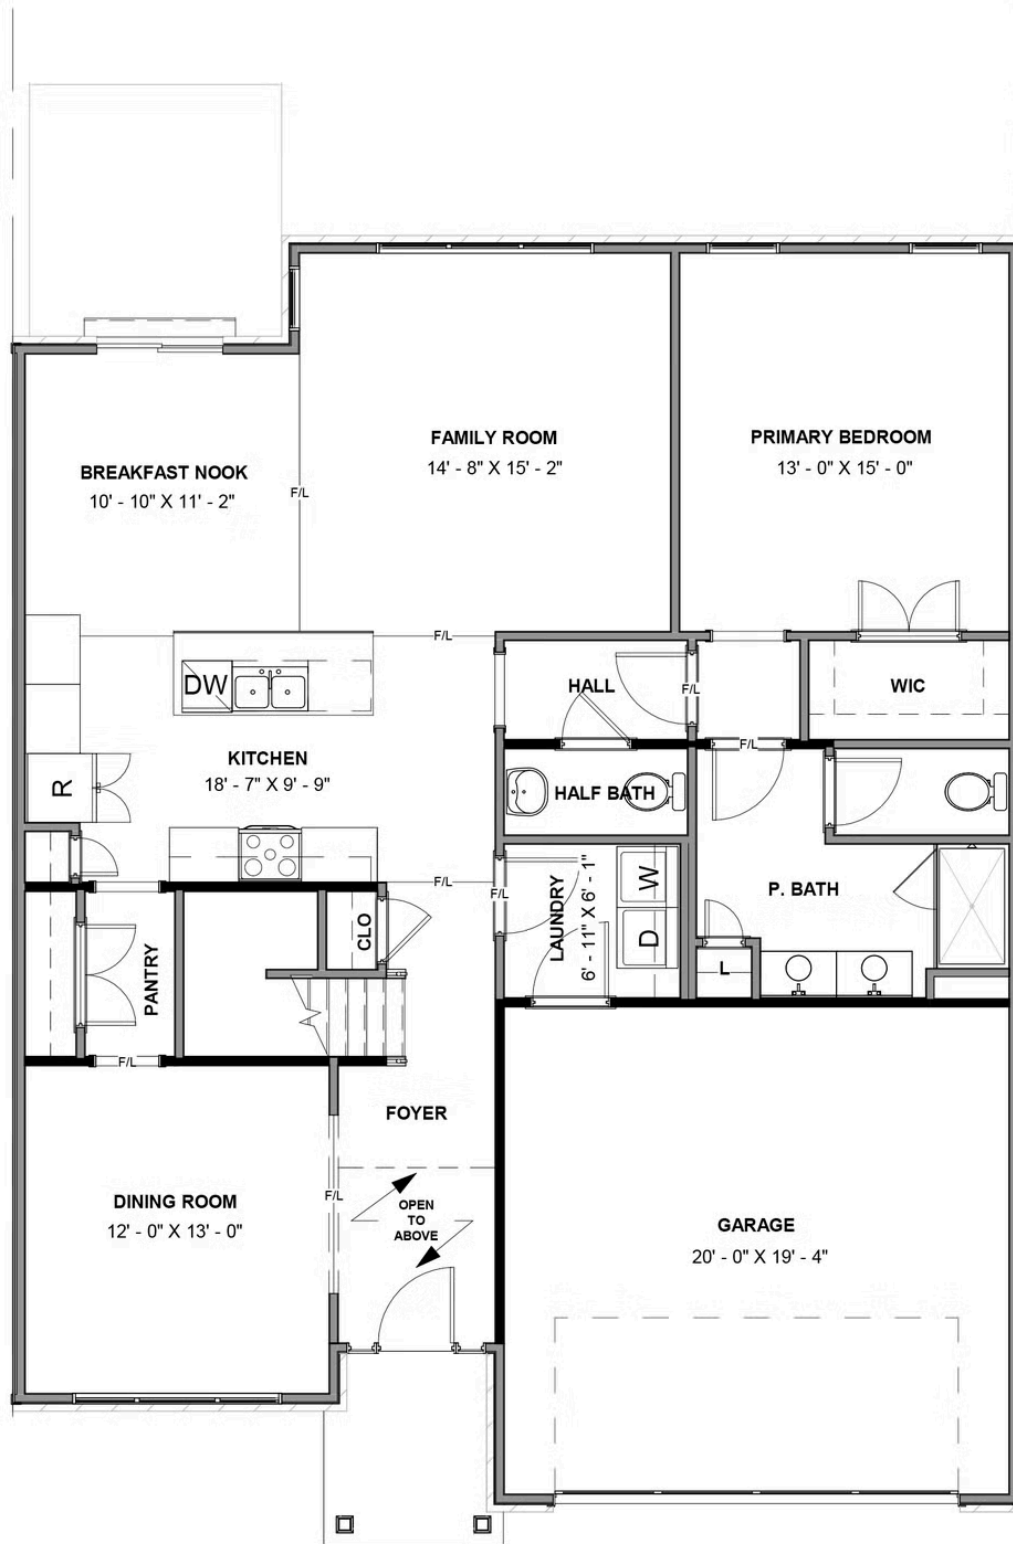 FAMILY ROOM
14' - 8" X 15' - 2"
PRIMARY BEDROOM
13' - 0" X 15' - 0"
BREAKFAST NOOK
10' - 10" X 11' - 2"
F/L
F/L
DW
HALL
F/L
WIC
KITCHEN
18' - 7" X 9' - 9"
F/L
R
HALF BATH
F/L
F/L
LAUNDRY
6' - 11" X 6' - 1"
W
D
P. BATH
L
CLO
PANTRY
F/L
FOYER
DINING ROOM
12' - 0" X 13' - 0"
F/L
OPEN
TO
ABOVE
GARAGE
20' - 0" X 19' - 4"